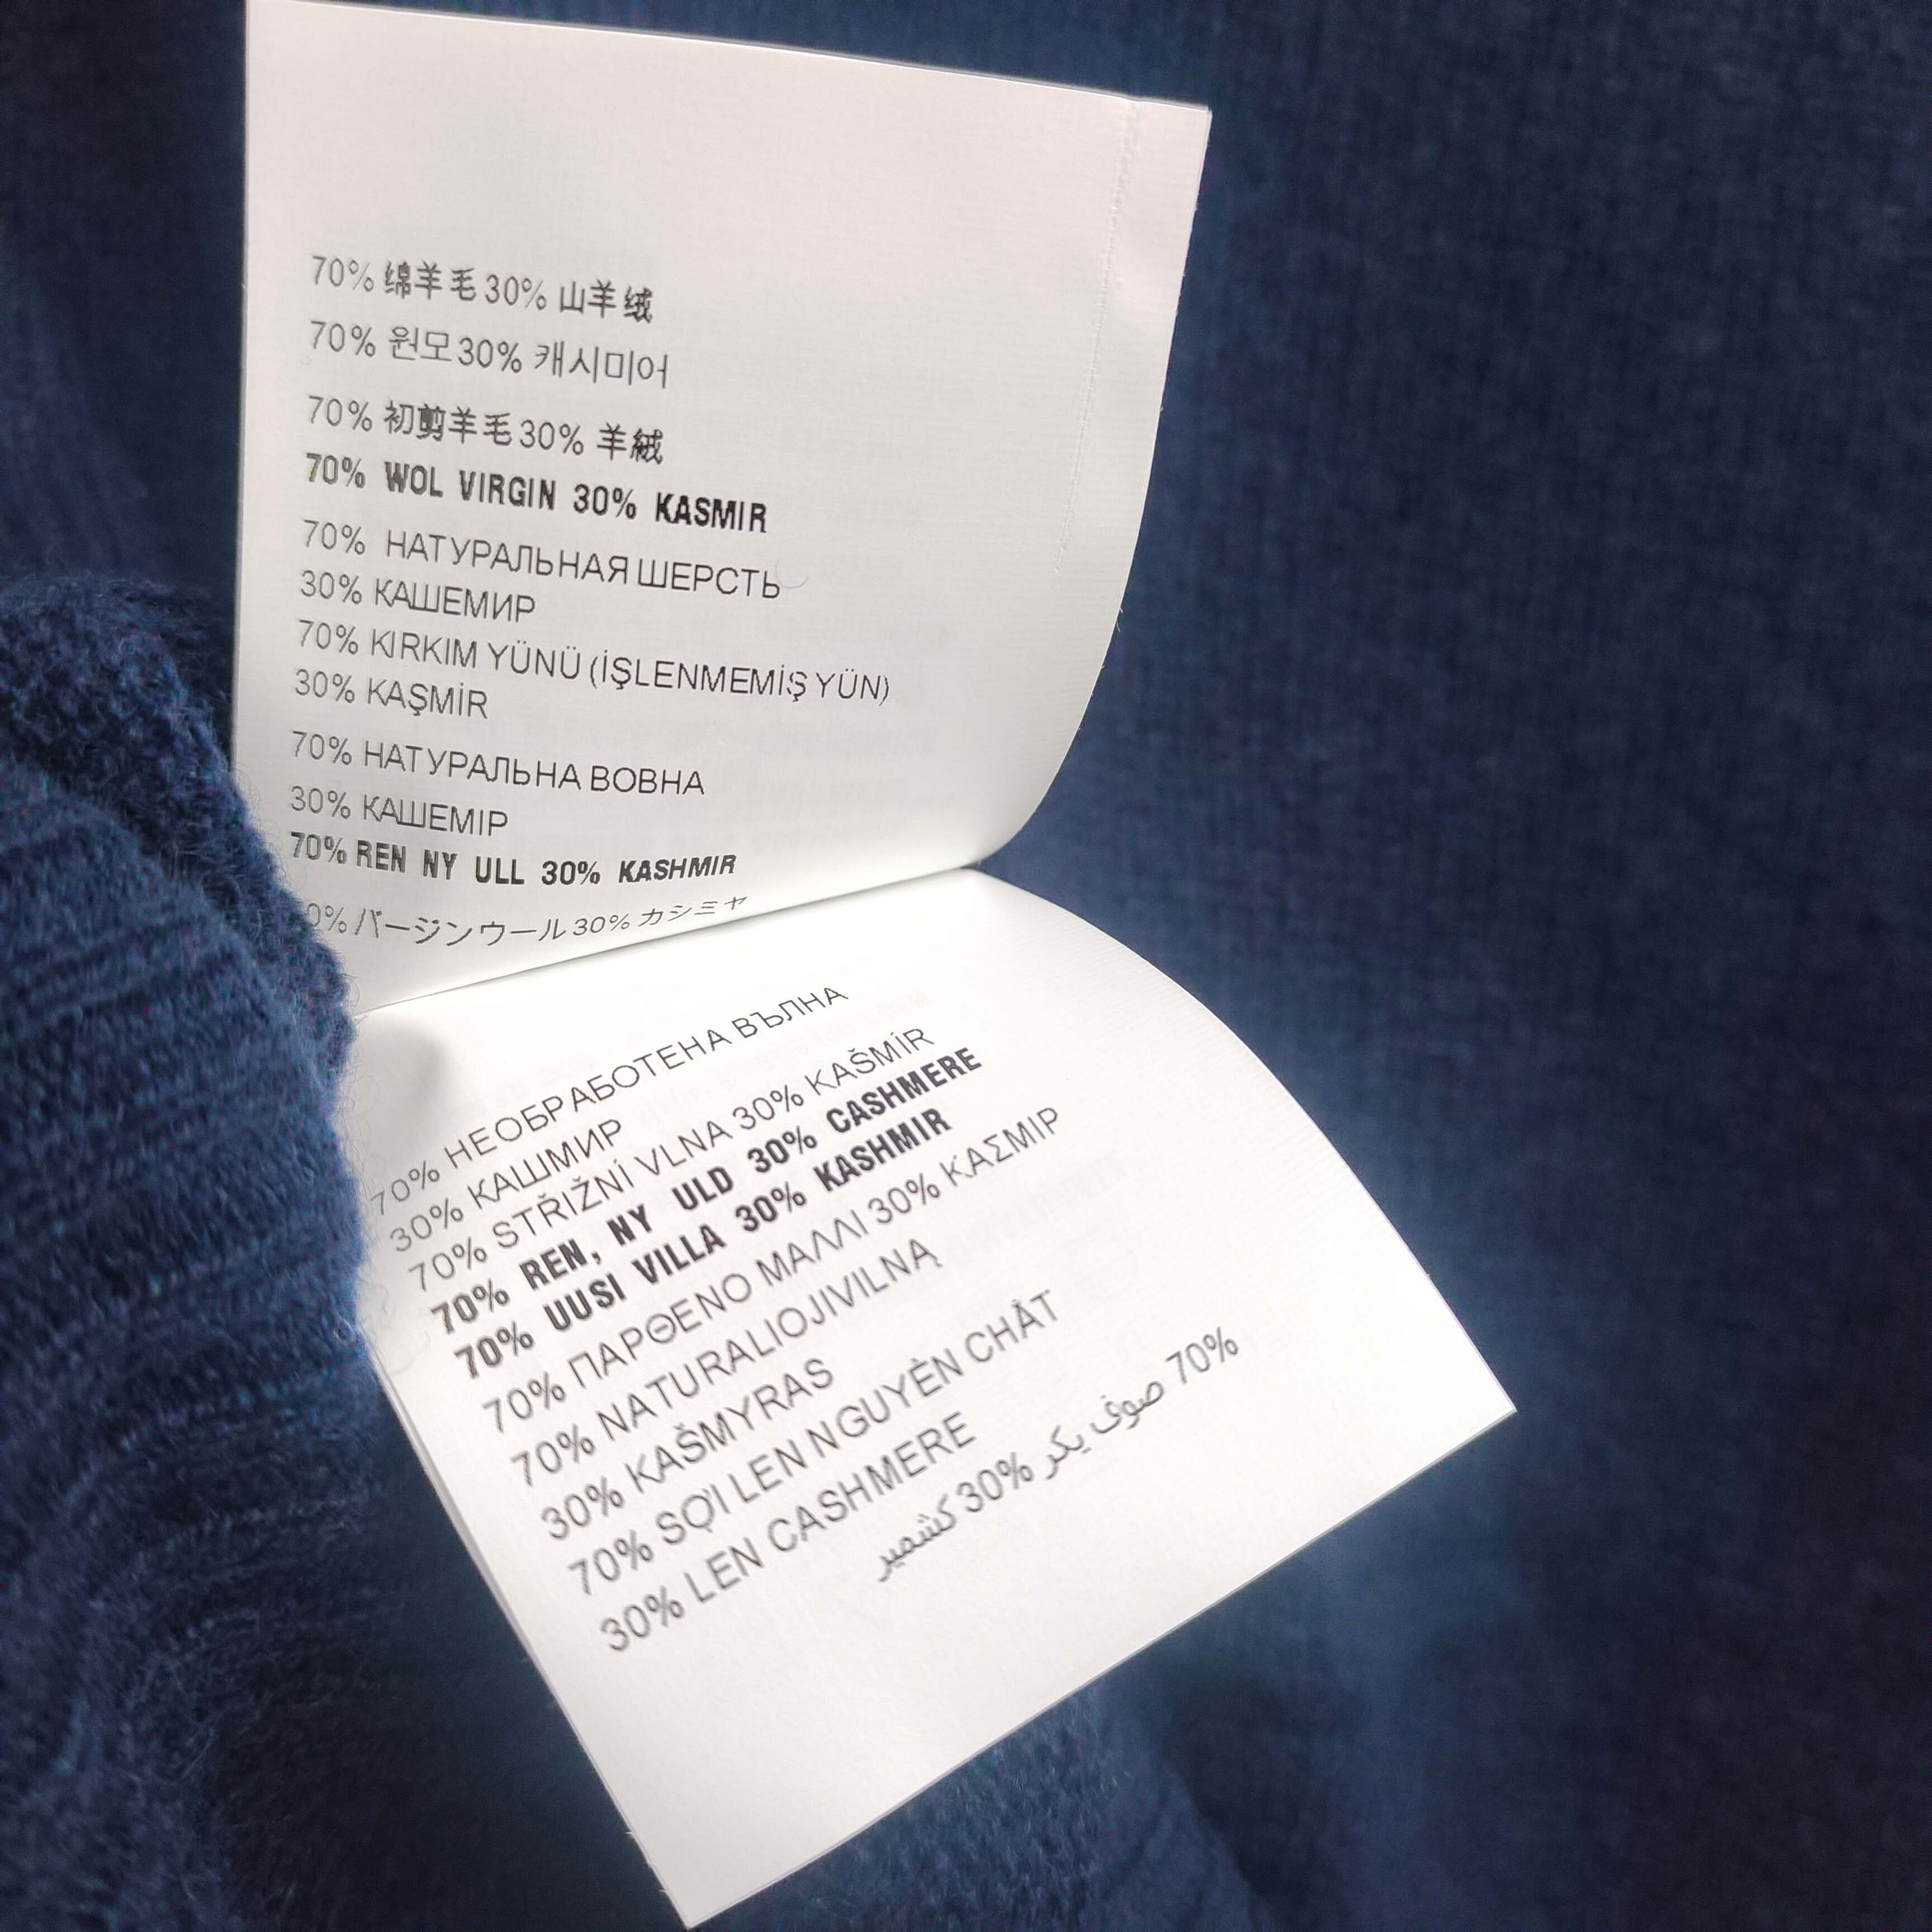 70% 绵羊毛 30% 山羊绒
70% 원모 30% 캐시미어
70% 初剪羊毛 30% 羊絨
70% WOL VIRGIN 30% KASMIR
70% НАТУРАЛЬНАЯ ШЕРСТЬ
30% КАШЕМИР
70% KIRKIM YÜNÜ (İŞLENMEMİŞ YÜN)
30% KAŞMİR
70% НАТУРАЛЬНА ВОВНА
30% КАШЕМІР
70% REN NY ULL 30% KASHMIR
0% バージンウール 30% カシミヤ
70% НЕОБРАБОТЕНА ВЪЛНА
30% КАШМИР
70% STŘIŽNÍ VLNA 30% KAŠMÍR
70% REN, NY ULD 30% CASHMERE
70% UUSI VILLA 30% KASHMIR
70% ΠΑΡΘΕΝΟ ΜΑΛΛΙ 30% ΚΑΣΜΙΡ
70% NATURALIOJIVILNĄ
30% KAŠMYRAS
70% SỢI LEN NGUYÊN CHẤT
30% LEN CASHMERE
70% صوف بكر 30% كشمير